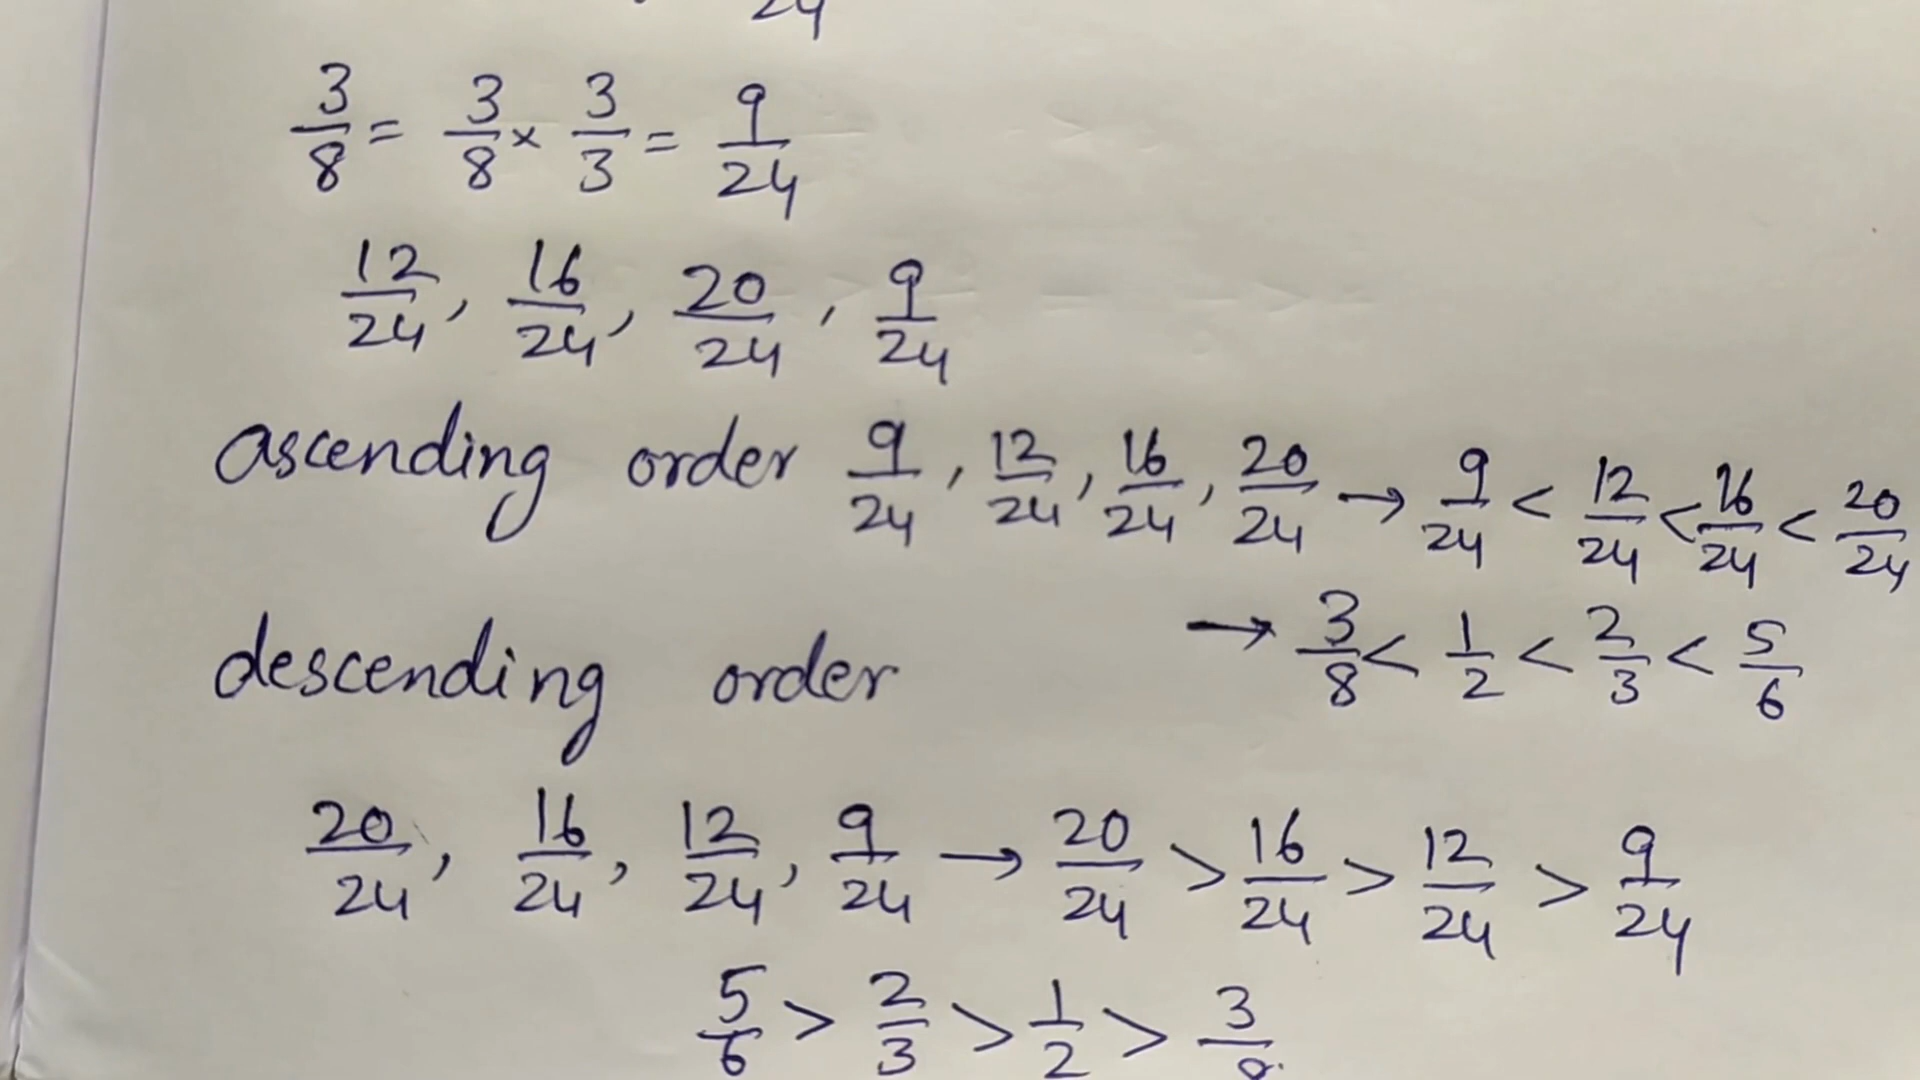 24
3/8 = 3/8 × 3/3 = 9/24
12/24, 16/24, 20/24, 9/24
ascending order 9/24, 12/24, 16/24, 20/24 → 9/24 < 12/24 < 16/24 < 20/24
→ 3/8 < 1/2 < 2/3 < 5/6
descending order
20/24, 16/24, 12/24, 9/24 → 20/24 > 16/24 > 12/24 > 9/24
5/6 > 2/3 > 1/2 > 3/8